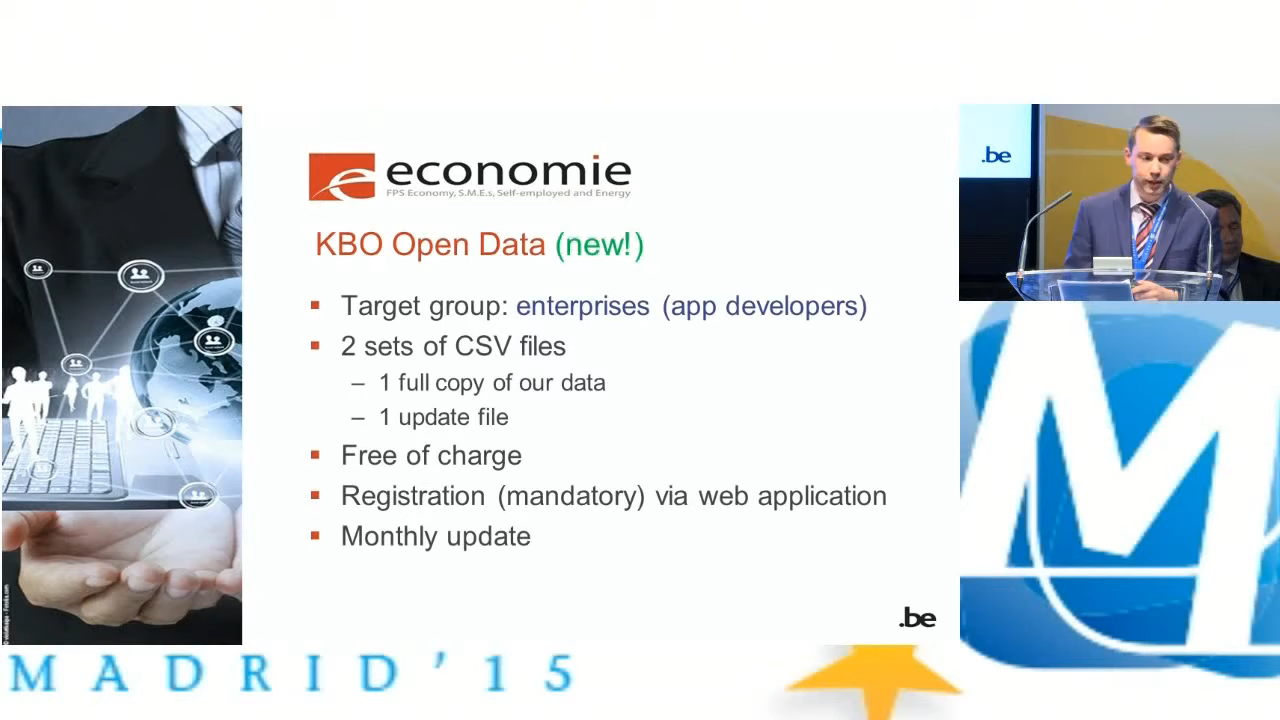 economie
FPS Economy, S.M.E.s, Self-employed and Energy
KBO Open Data (new!)
Target group: enterprises (app developers)
2 sets of CSV files
– 1 full copy of our data
– 1 update file
Free of charge
Registration (mandatory) via web application
Monthly update
.be
.be
M
MADRID'15